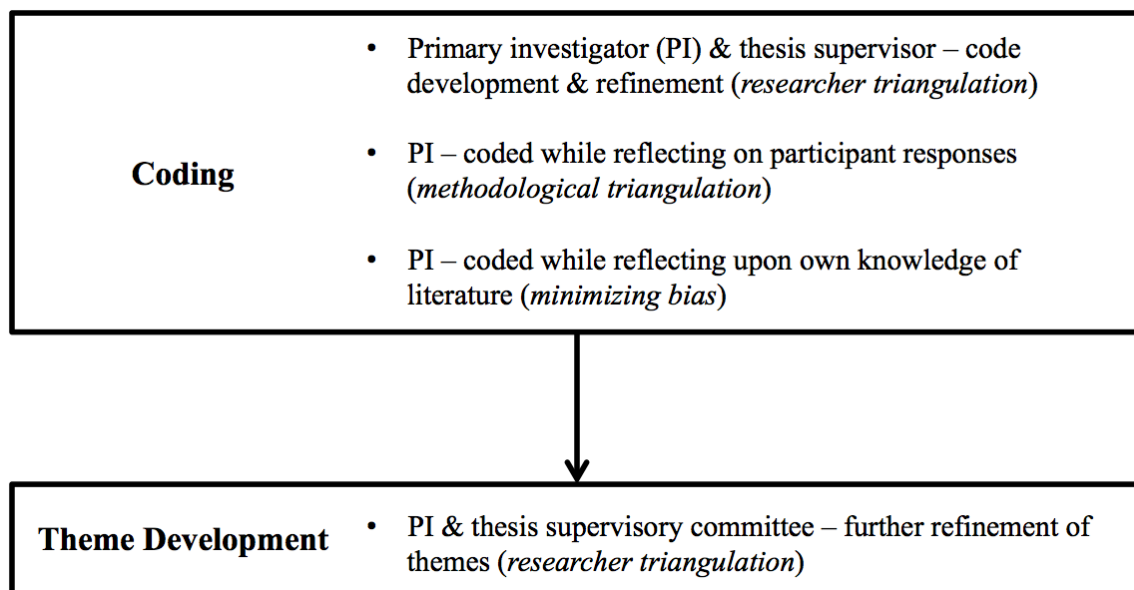 Coding
• Primary investigator (PI) & thesis supervisor – code
development & refinement (researcher triangulation)
• PI – coded while reflecting on participant responses
(methodological triangulation)
• PI – coded while reflecting upon own knowledge of
literature (minimizing bias)
Theme Development
• PI & thesis supervisory committee – further refinement of
themes (researcher triangulation)